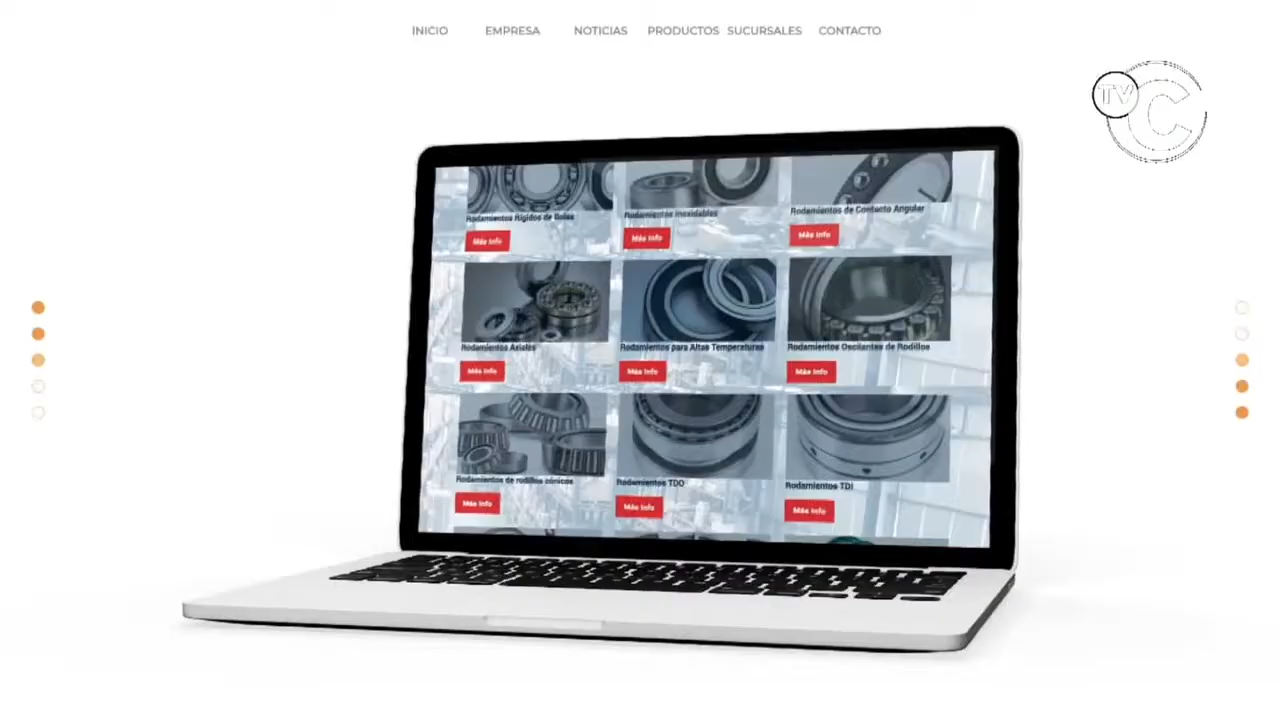 INICIO EMPRESA NOTICIAS PRODUCTOS SUCURSALES CONTACTO
TV C
Rodamientos Rígidos de Bolas
Rodamientos Inoxidables
Rodamientos de Contacto Angular
Más Info
Más Info
Más Info
Rodamientos Axiales
Rodamientos para Altas Temperaturas
Rodamientos Oscilantes de Rodillos
Más Info
Más Info
Más Info
Rodamientos de rodillos cónicos
Rodamientos TDO
Rodamientos TDI
Más Info
Más Info
Más Info